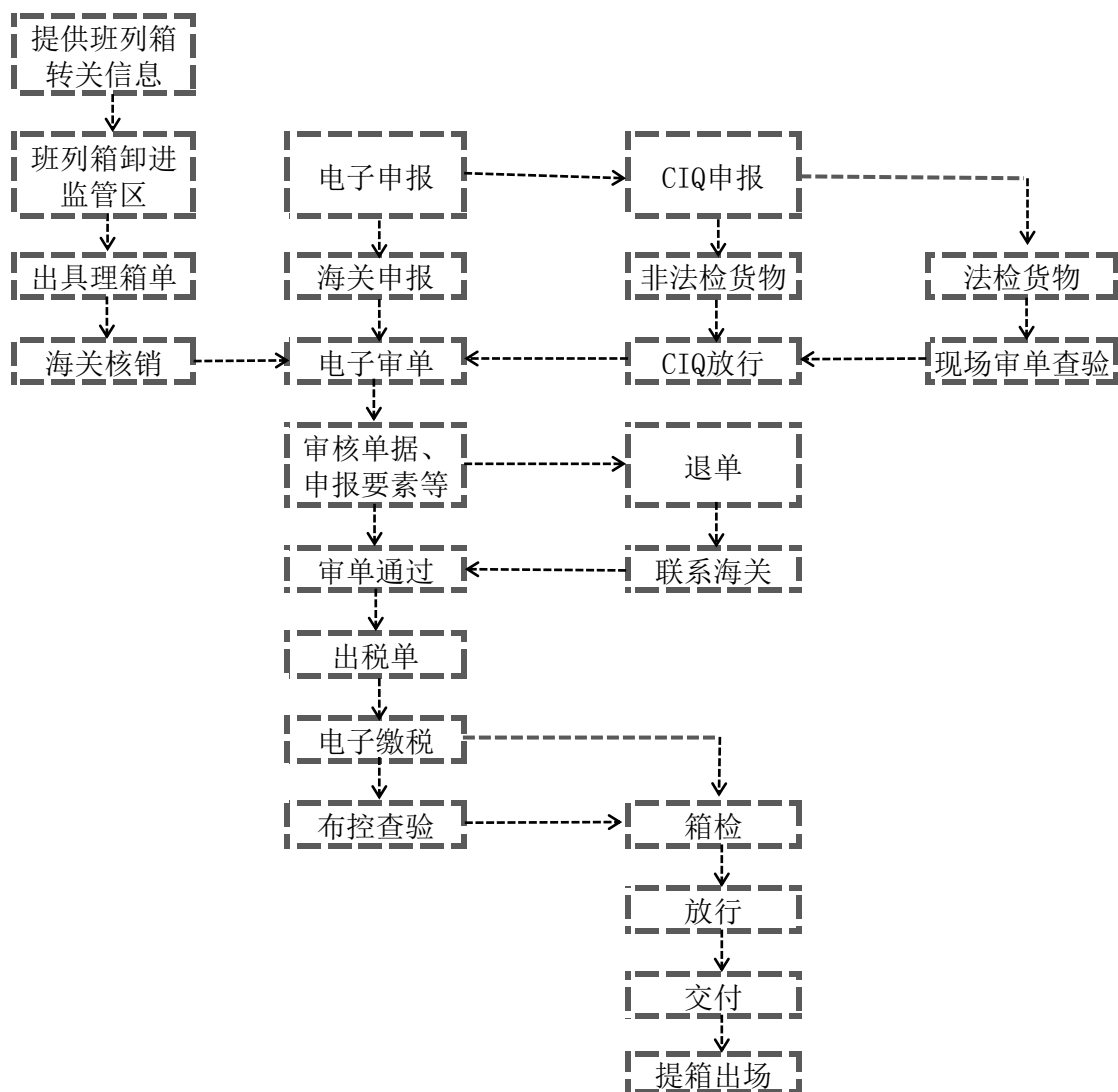 提供班列箱
转关信息
班列箱卸进
监管区
电子申报
CIQ申报
出具理箱单
海关申报
非法检货物
法检货物
海关核销
电子审单
CIQ放行
现场审单查验
审核单据、
申报要素等
退单
审单通过
联系海关
出税单
电子缴税
布控查验
箱检
放行
交付
提箱出场